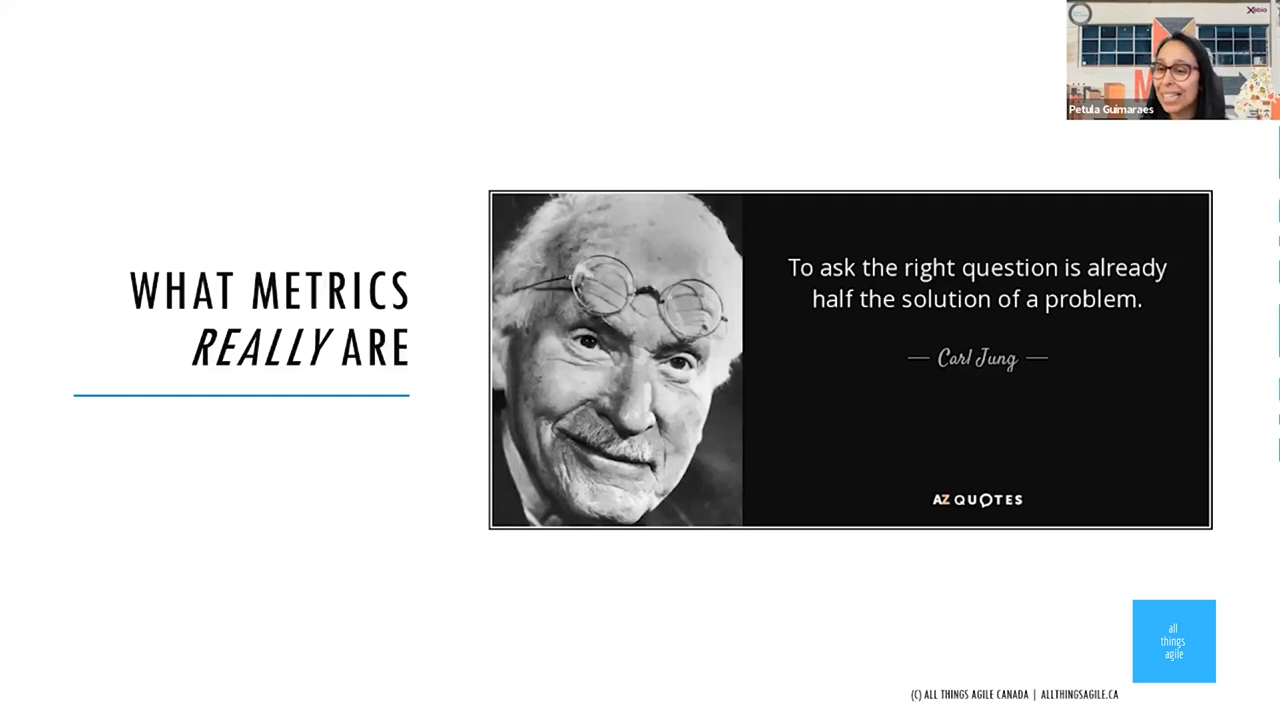 Xebia
Petula Guimaraes
WHAT METRICS
REALLY ARE
To ask the right question is already
half the solution of a problem.
— Carl Jung —
AZ QUOTES
all
things
agile
(C) ALL THINGS AGILE CANADA | ALLTHINGSAGILE.CA